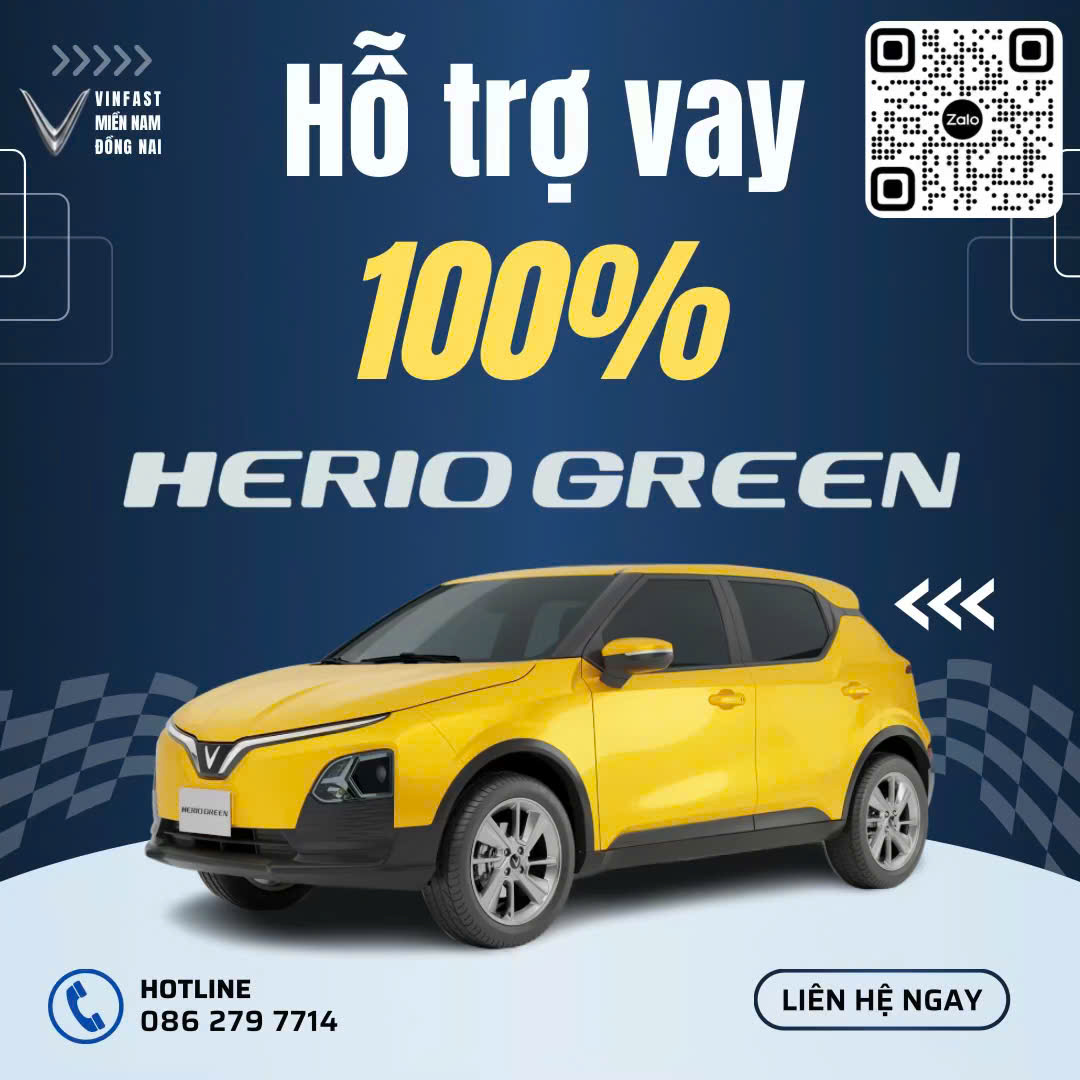 VINFAST
MIỀN NAM
ĐỒNG NAI
Hỗ trợ vay
Zalo
100%
HERIO GREEN
HERIO GREEN
HOTLINE
086 279 7714
LIÊN HỆ NGAY